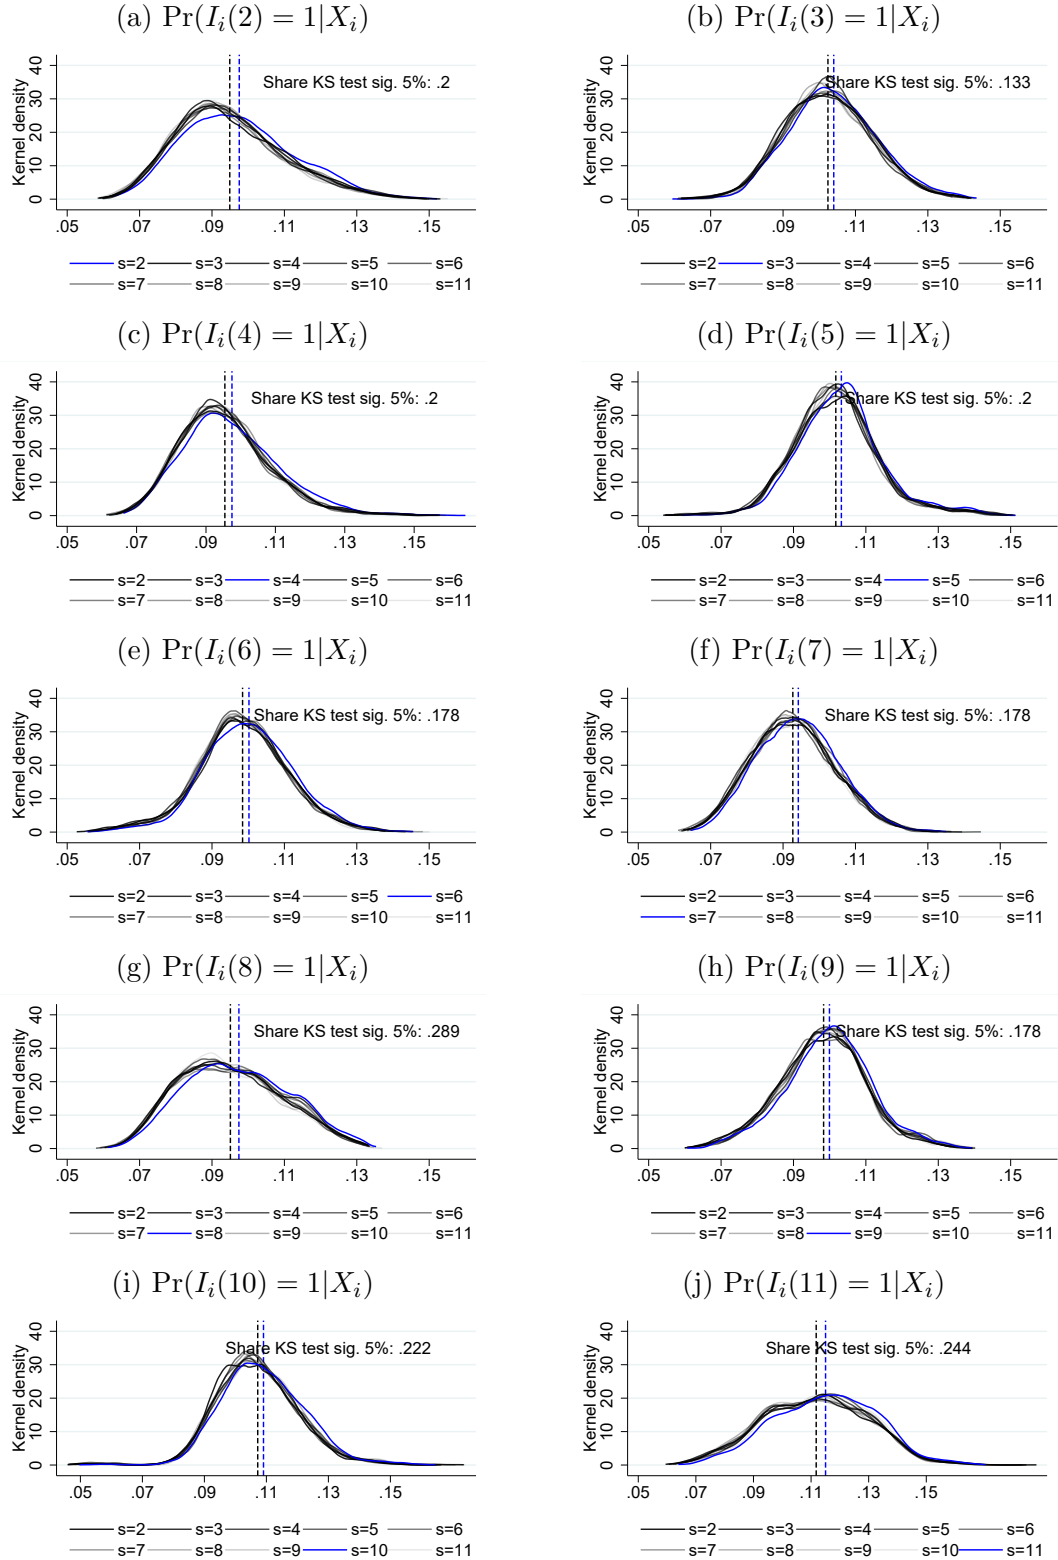 (a) Pr(I_i(2) = 1|X_i)
Kernel density
40
30
20
10
0
Share KS test sig. 5%: .2
.05 .07 .09 .11 .13 .15
s=2 s=3 s=4 s=5 s=6
s=7 s=8 s=9 s=10 s=11
(b) Pr(I_i(3) = 1|X_i)
Kernel density
40
30
20
10
0
Share KS test sig. 5%: .133
.05 .07 .09 .11 .13 .15
s=2 s=3 s=4 s=5 s=6
s=7 s=8 s=9 s=10 s=11
(c) Pr(I_i(4) = 1|X_i)
Kernel density
40
30
20
10
0
Share KS test sig. 5%: .2
.05 .07 .09 .11 .13 .15
s=2 s=3 s=4 s=5 s=6
s=7 s=8 s=9 s=10 s=11
(d) Pr(I_i(5) = 1|X_i)
Kernel density
40
30
20
10
0
Share KS test sig. 5%: .2
.05 .07 .09 .11 .13 .15
s=2 s=3 s=4 s=5 s=6
s=7 s=8 s=9 s=10 s=11
(e) Pr(I_i(6) = 1|X_i)
Kernel density
40
30
20
10
0
Share KS test sig. 5%: .178
.05 .07 .09 .11 .13 .15
s=2 s=3 s=4 s=5 s=6
s=7 s=8 s=9 s=10 s=11
(f) Pr(I_i(7) = 1|X_i)
Kernel density
40
30
20
10
0
Share KS test sig. 5%: .178
.05 .07 .09 .11 .13 .15
s=2 s=3 s=4 s=5 s=6
s=7 s=8 s=9 s=10 s=11
(g) Pr(I_i(8) = 1|X_i)
Kernel density
40
30
20
10
0
Share KS test sig. 5%: .289
.05 .07 .09 .11 .13 .15
s=2 s=3 s=4 s=5 s=6
s=7 s=8 s=9 s=10 s=11
(h) Pr(I_i(9) = 1|X_i)
Kernel density
40
30
20
10
0
Share KS test sig. 5%: .178
.05 .07 .09 .11 .13 .15
s=2 s=3 s=4 s=5 s=6
s=7 s=8 s=9 s=10 s=11
(i) Pr(I_i(10) = 1|X_i)
Kernel density
40
30
20
10
0
Share KS test sig. 5%: .222
.05 .07 .09 .11 .13 .15
s=2 s=3 s=4 s=5 s=6
s=7 s=8 s=9 s=10 s=11
(j) Pr(I_i(11) = 1|X_i)
Kernel density
40
30
20
10
0
Share KS test sig. 5%: .244
.05 .07 .09 .11 .13 .15
s=2 s=3 s=4 s=5 s=6
s=7 s=8 s=9 s=10 s=11